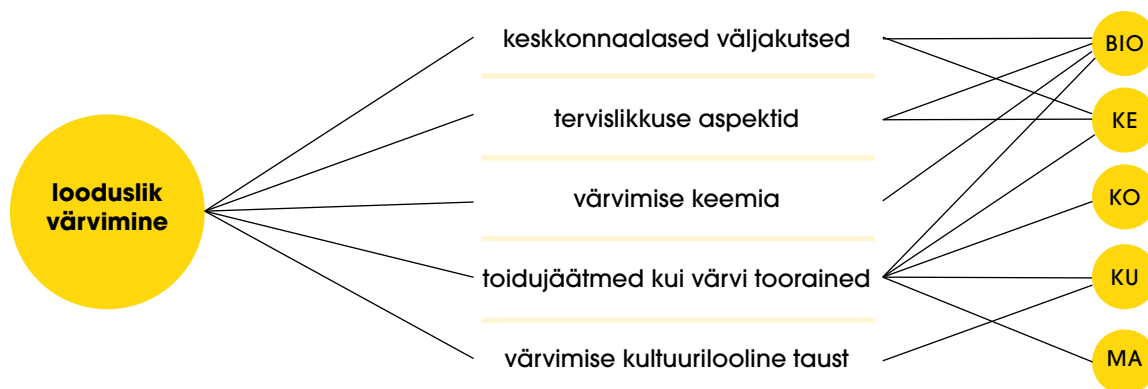 looduslik
värvimine
keskkonnaalased väljakutsed
tervislikkuse aspektid
värvimise keemia
toidujäätmed kui värvi toorained
värvimise kultuurilooline taust
BIO
KE
KO
KU
MA